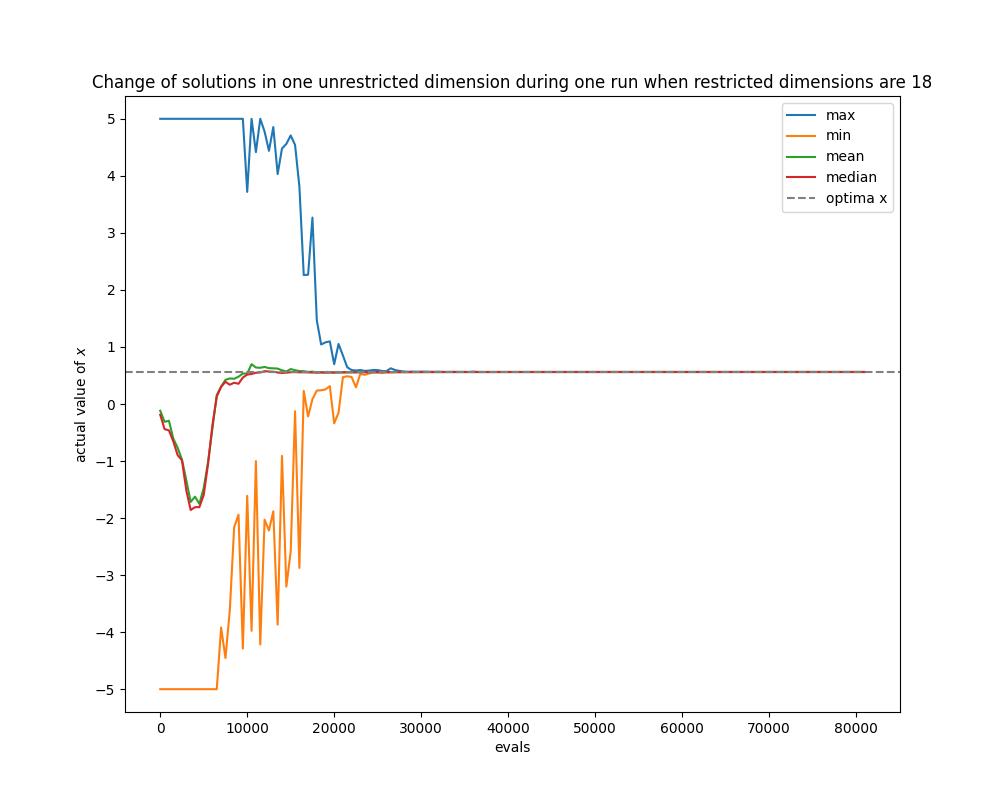 Change of solutions in one unrestricted dimension during one run when restricted dimensions are 18
max
min
mean
median
optima x
actual value of x
5
4
3
2
1
0
−1
−2
−3
−4
−5
0 10000 20000 30000 40000 50000 60000 70000 80000
evals